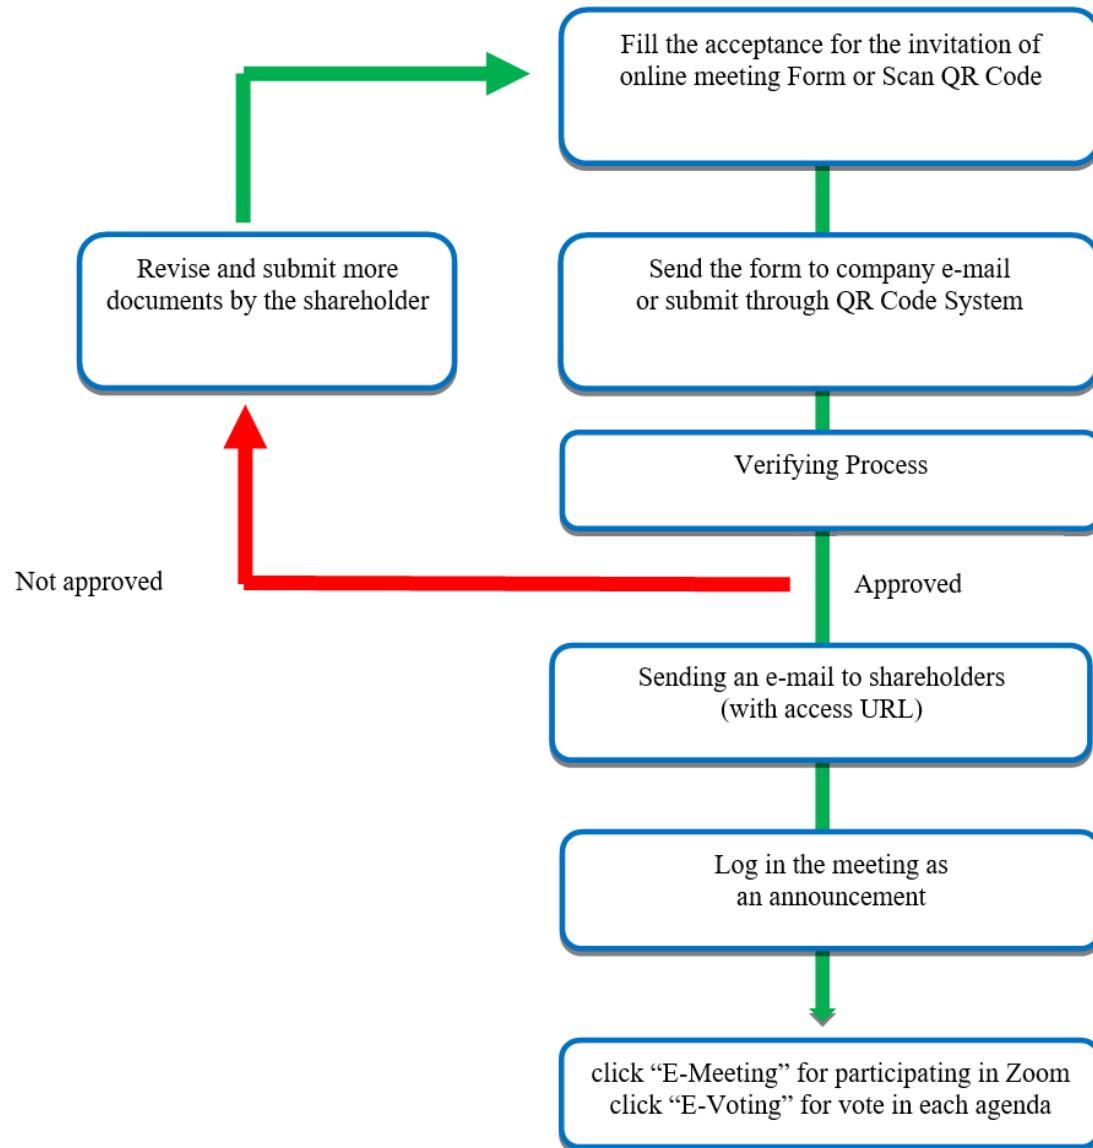 Fill the acceptance for the invitation of
online meeting Form or Scan QR Code
Revise and submit more
documents by the shareholder
Send the form to company e-mail
or submit through QR Code System
Verifying Process
Not approved
Approved
Sending an e-mail to shareholders
(with access URL)
Log in the meeting as
an announcement
click “E-Meeting” for participating in Zoom
click “E-Voting” for vote in each agenda